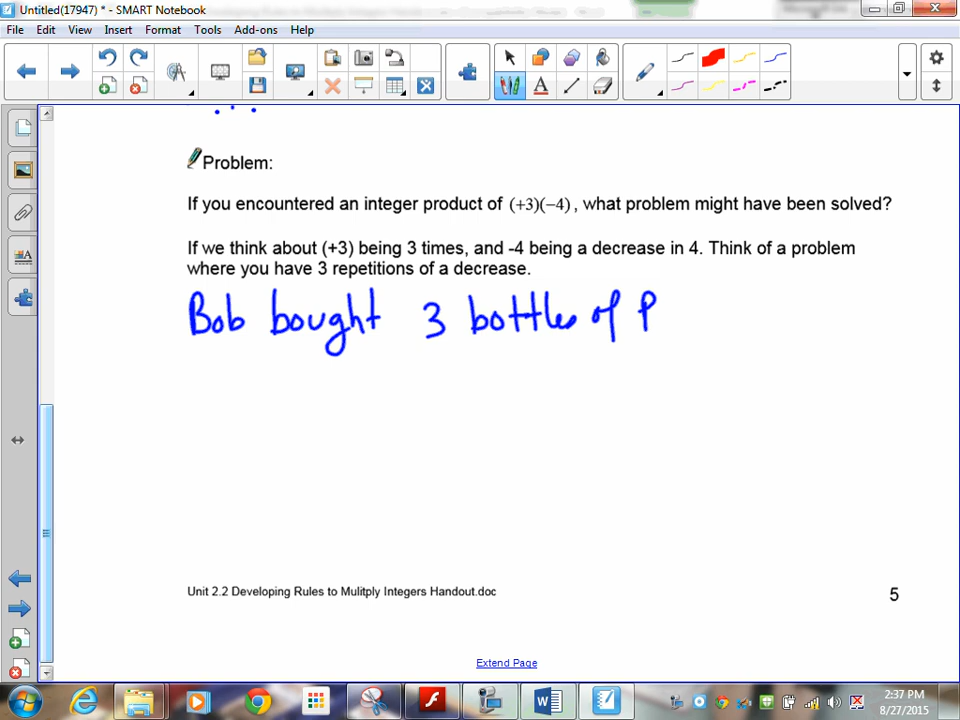 Untitled(17947) * - SMART Notebook
File Edit View Insert Format Tools Add-ons Help
Problem:
If you encountered an integer product of (+3)(−4), what problem might have been solved?
If we think about (+3) being 3 times, and -4 being a decrease in 4. Think of a problem
where you have 3 repetitions of a decrease.
Bob bought 3 bottles of P
Unit 2.2 Developing Rules to Mulitply Integers Handout.doc
5
Extend Page
2:37 PM
8/27/2015